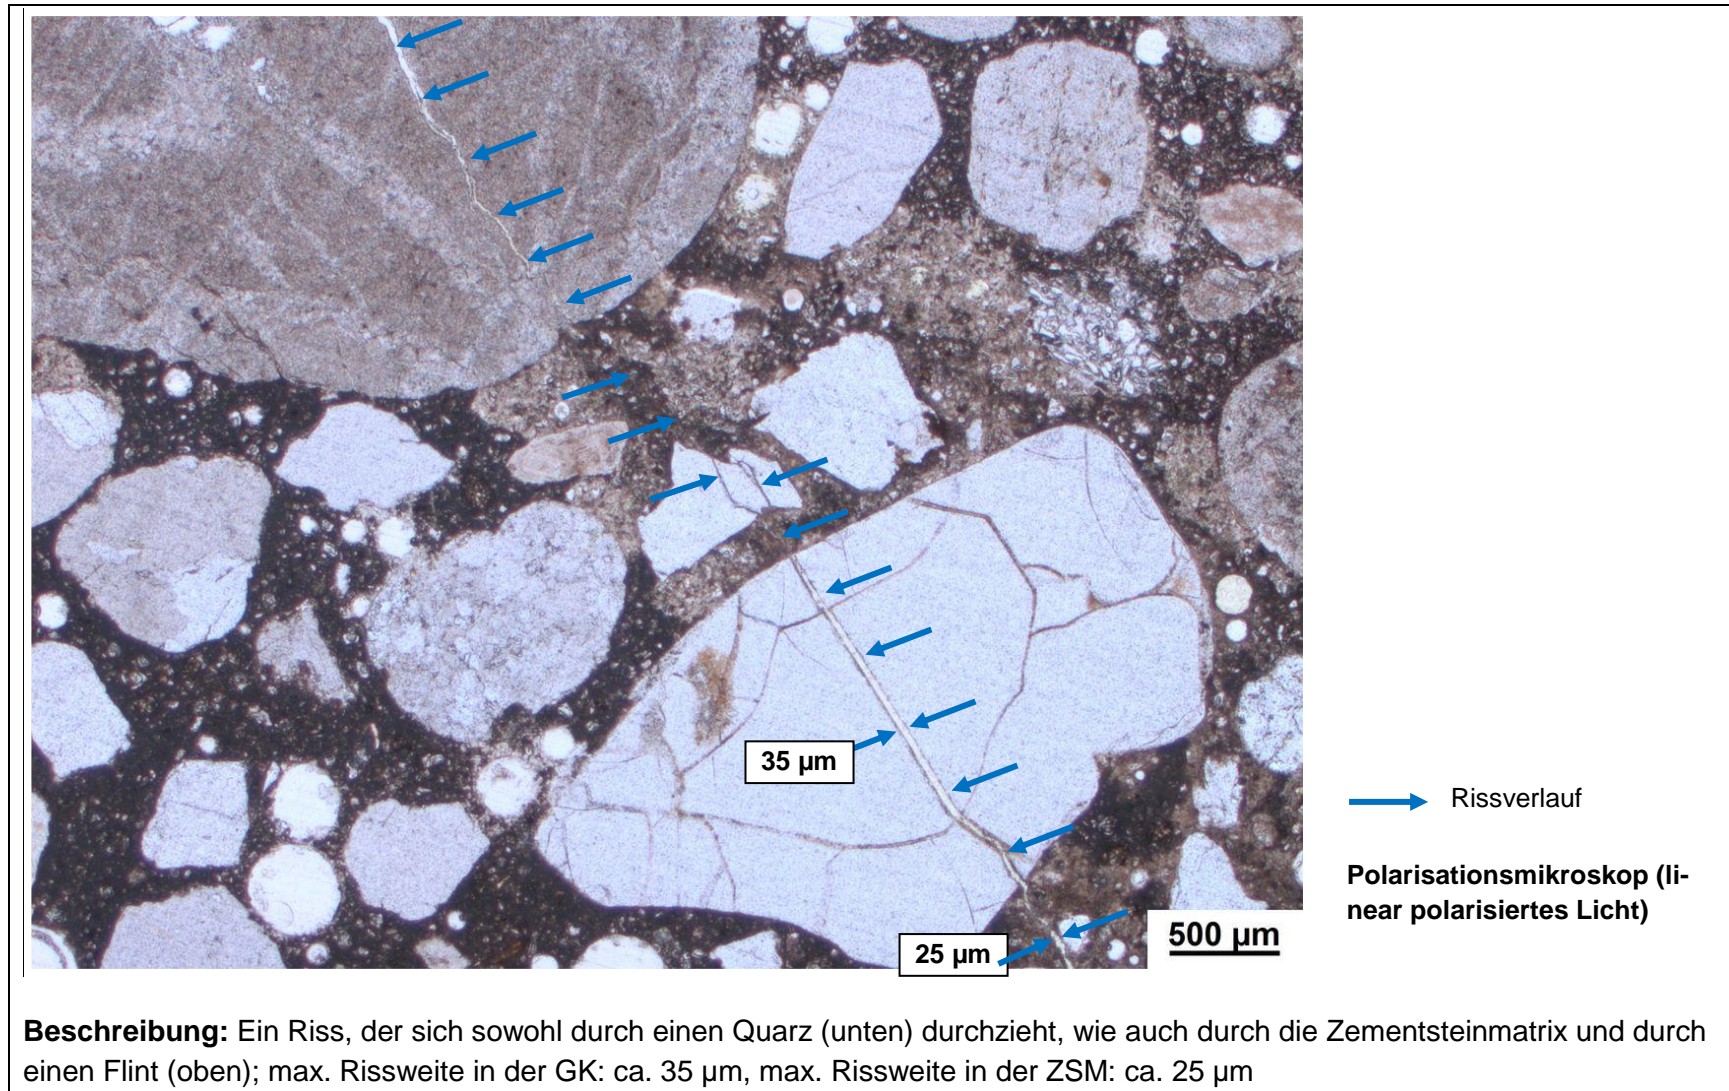 35 µm
25 µm
500 µm
Rissverlauf
Polarisationsmikroskop (li-
near polarisiertes Licht)
Beschreibung: Ein Riss, der sich sowohl durch einen Quarz (unten) durchzieht, wie auch durch die Zementsteinmatrix und durch
einen Flint (oben); max. Rissweite in der GK: ca. 35 µm, max. Rissweite in der ZSM: ca. 25 µm